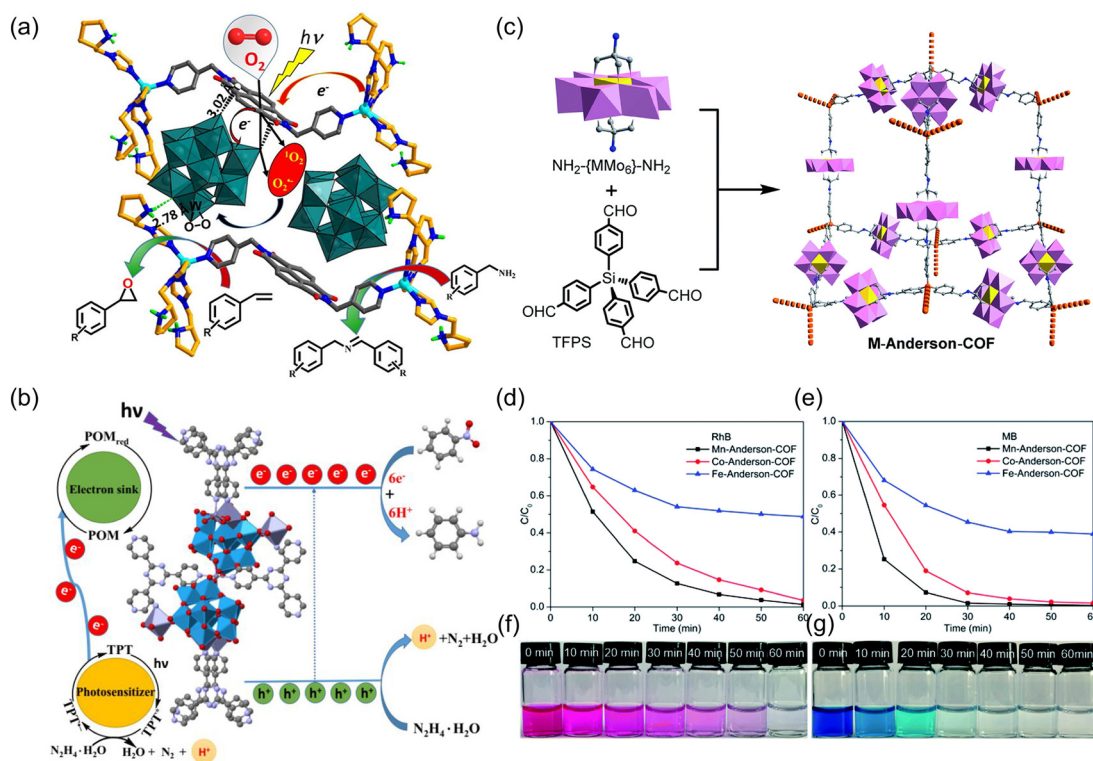 (a)
O₂
hν
e⁻
3.02
e⁻
¹O₂
O₂•⁻
2.78 Å
W
O–O
O
R
R
NH₂
R
N
R
R
(b)
hν
POMred
Electron sink
POM
e⁻
e⁻
e⁻
TPT
hν
Photosensitizer
TPT⁻
TPT*
N₂H₄·H₂O
H₂O + N₂ +
H⁺
e⁻ e⁻ e⁻ e⁻ e⁻
6e⁻
+
6H⁺
H⁺ +N₂+H₂O
h⁺ h⁺ h⁺ h⁺ h⁺
N₂H₄·H₂O
(c)
NH₂-{MMo₆}-NH₂
+
CHO
Si
CHO
OHC
CHO
TFPS
M-Anderson-COF
(d)
1.0
0.8
0.6
0.4
0.2
0.0
C/C₀
RhB
Mn-Anderson-COF
Co-Anderson-COF
Fe-Anderson-COF
0 10 20 30 40 50 60
Time (min)
(e)
1.0
0.8
0.6
0.4
0.2
0.0
C/C₀
MB
Mn-Anderson-COF
Co-Anderson-COF
Fe-Anderson-COF
0 10 20 30 40 50 60
Time (min)
(f)
0 min 10 min 20 min 30 min 40 min 50 min 60 min
(g)
0 min 10 min 20 min 30 min 40 min 50 min 60min